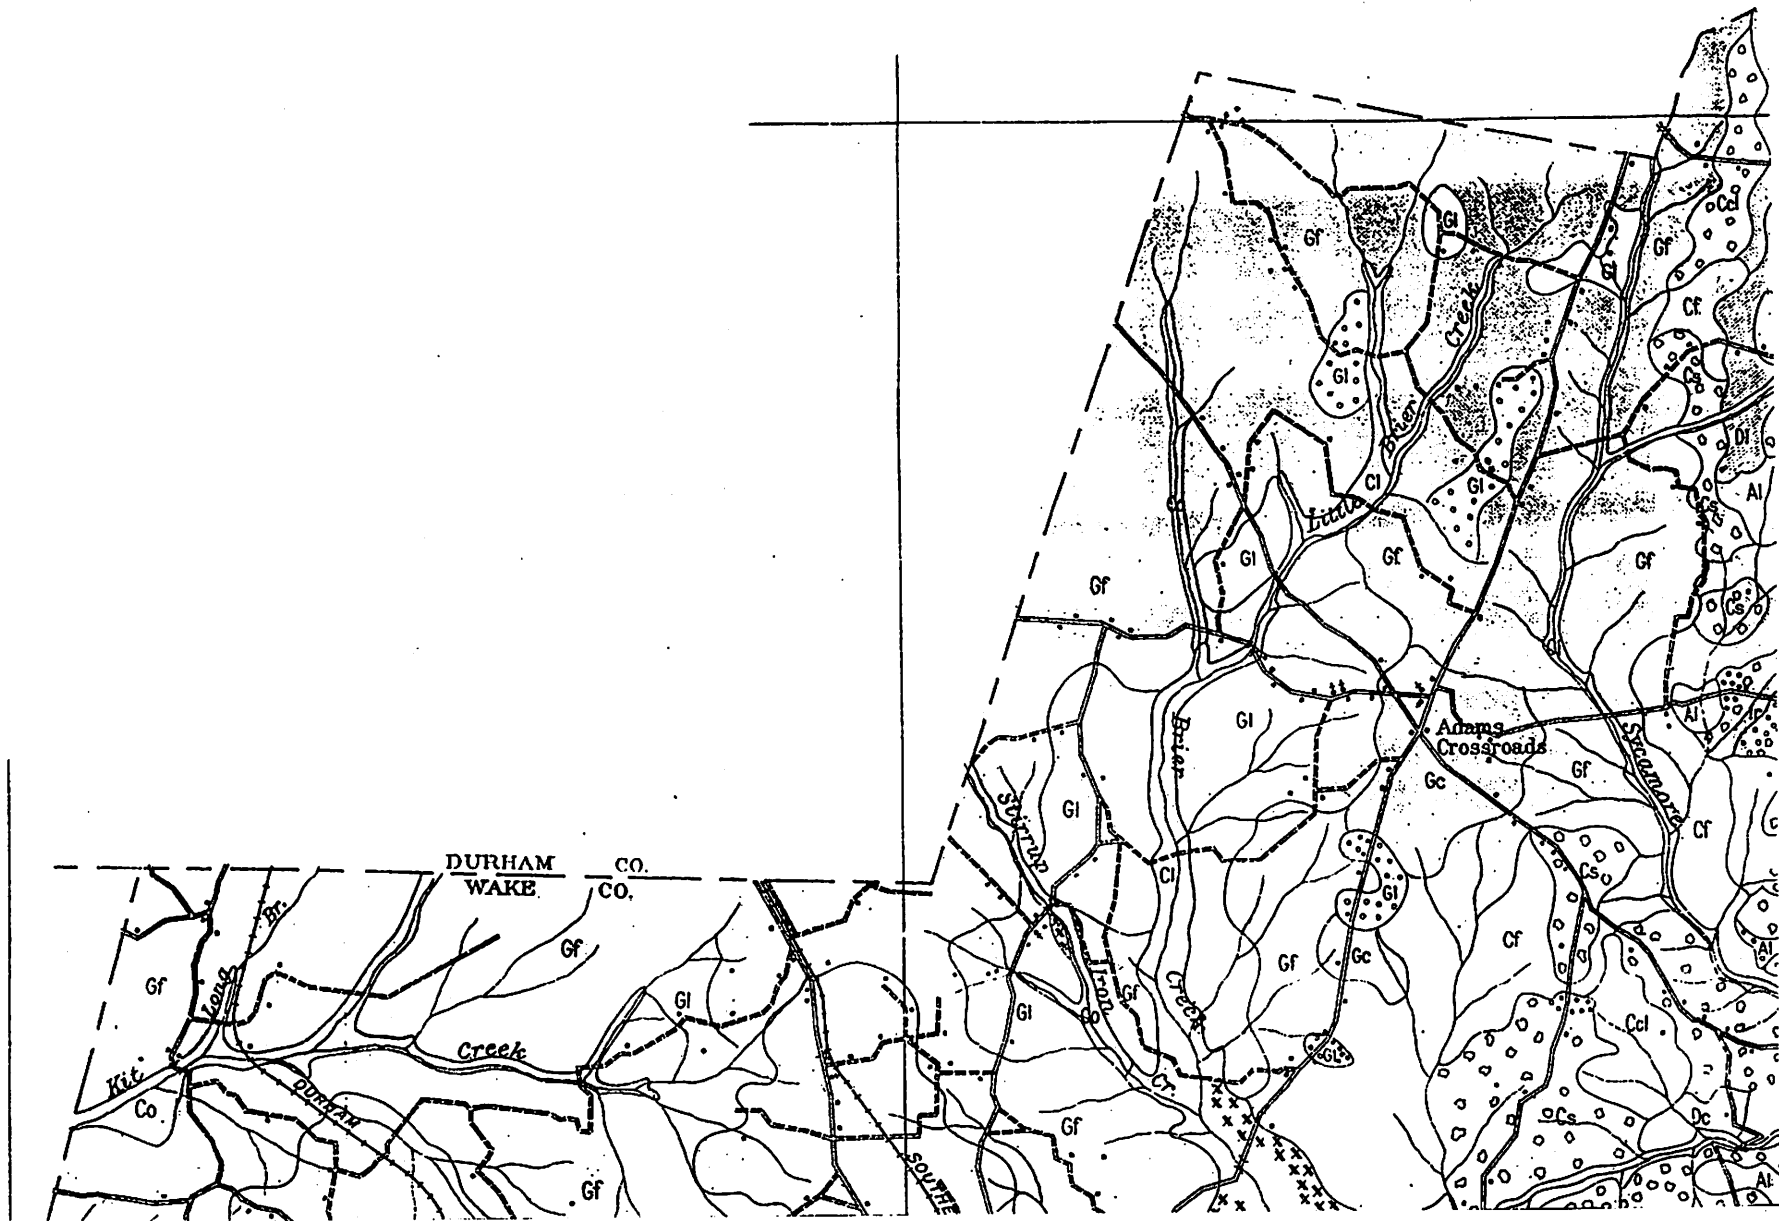 Gl
Ccl
Gf
Gf
Gl
Creek
Cf
Gl
Cs
Brier
Dl
Cl
Gl
Al
Little
Gl
Gf
Gf
Gf
Cs
Gl
Al
Brier
Adams
Crossroads
Sycamore
Gf
Gc
Stirrup
Gl
Cf
DURHAM CO.
WAKE CO.
Cl
Cs
Gl
Br.
Gf
Cf
Al
Long
Gf
Gl
Iron
Gf
Creek
Gf
Gc
Gl
Co
Ccl
Creek
Gl
Kit
Co
DURHAM
Cr.
Gf
Cs
Dc
Gf
SOUTHE
Al